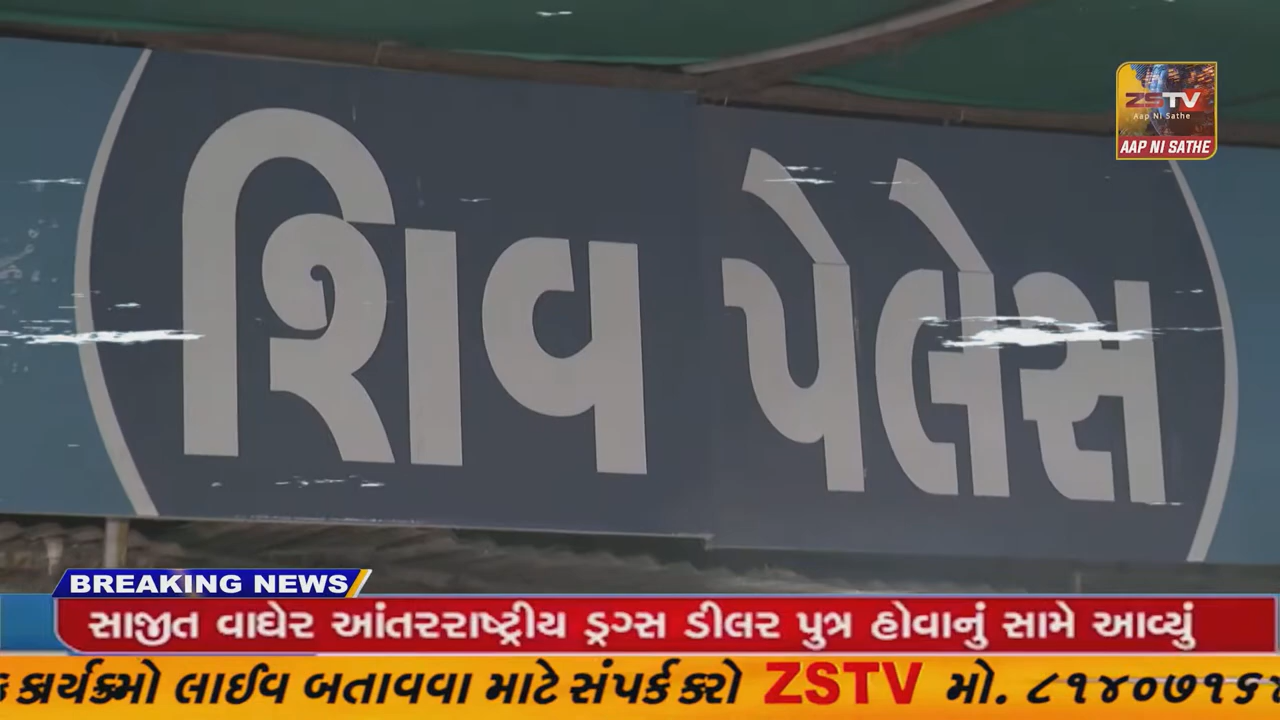 ZSTV
Aap Ni Sathe
AAP NI SATHE
શિવ પેલેસ
BREAKING NEWS
સાજીત વાઘેર આંતરરાષ્ટ્રીય ડ્રગ્સ ડીલર પુત્ર હોવાનું સામે આવ્યું
કાર્યક્રમો લાઈવ બતાવવા માટે સંપર્ક કરો ZSTV મો. ૮૧૪૦૭૧૬